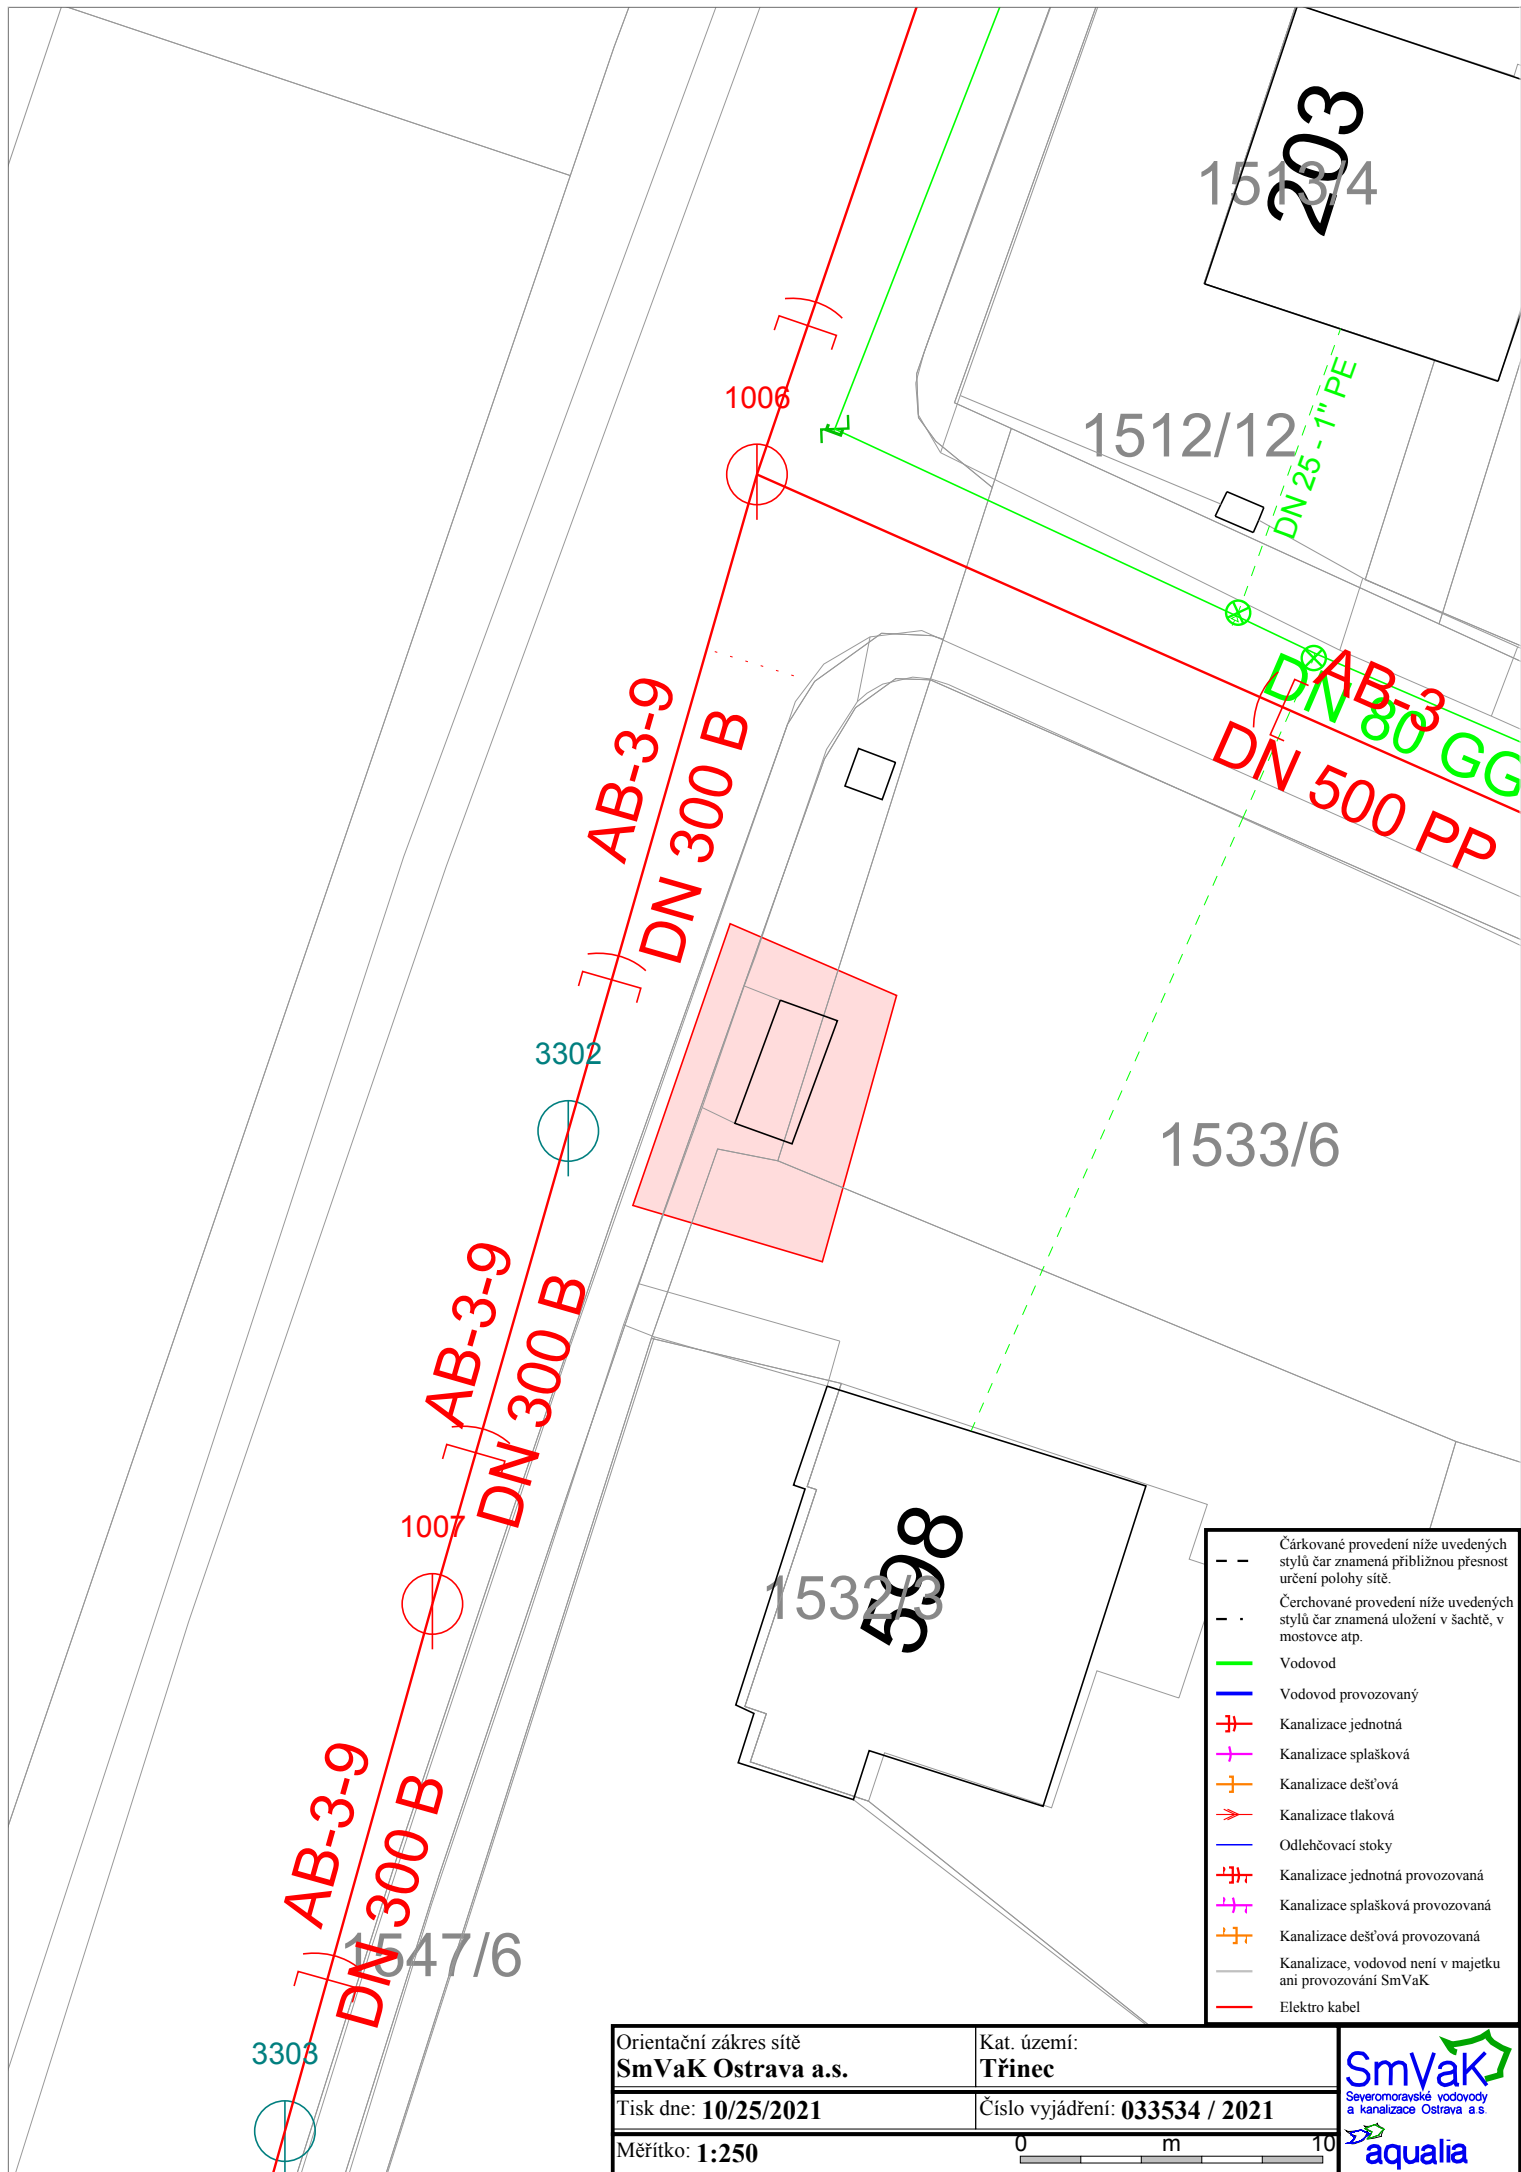 203
1513/4
1006
1512/12
DN 25 - 1" PE
AB-3
DN 80 GG
DN 500 PP
AB-3-9
DN 300 B
3302
1533/6
AB-3-9
DN 300 B
1007
598
1532/3
AB-3-9
DN 300 B
1547/6
3303
Čárkované provedení níže uvedených
stylů čar znamená přibližnou přesnost
určení polohy sítě.
Čerchované provedení níže uvedených
stylů čar znamená uložení v šachtě, v
mostovce atp.
Vodovod
Vodovod provozovaný
Kanalizace jednotná
Kanalizace splašková
Kanalizace dešťová
Kanalizace tlaková
Odlehčovací stoky
Kanalizace jednotná provozovaná
Kanalizace splašková provozovaná
Kanalizace dešťová provozovaná
Kanalizace, vodovod není v majetku
ani provozování SmVaK
Elektro kabel
Orientační zákres sítě
SmVaK Ostrava a.s.
Kat. území:
Třinec
Tisk dne: 10/25/2021
Číslo vyjádření: 033534 / 2021
Měřítko: 1:250
0 m 10
SmVaK
Severomoravské vodovody
a kanalizace Ostrava a.s.
aqualia